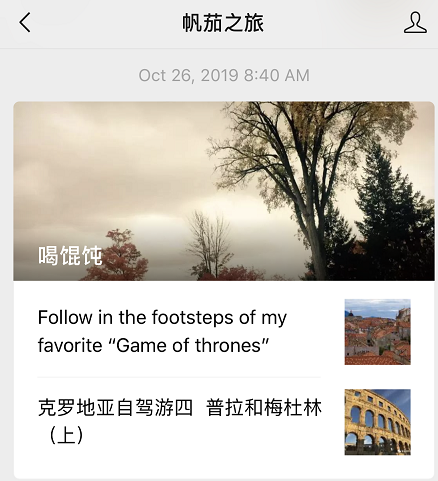 帆茄之旅
Oct 26, 2019 8:40 AM
喝馄饨
Follow in the footsteps of my
favorite “Game of thrones”
克罗地亚自驾游四 普拉和梅杜林
（上）